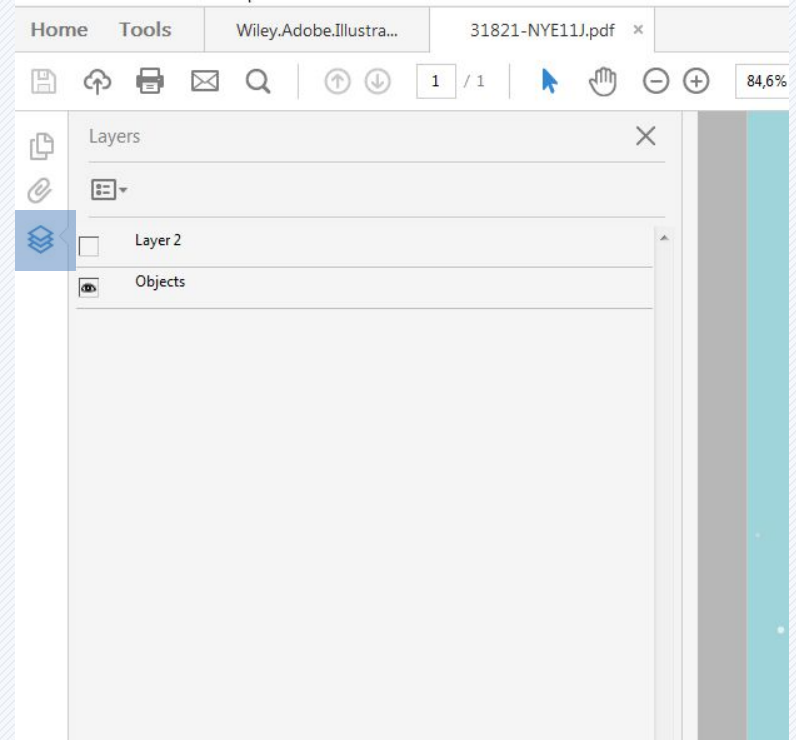 Home Tools Wiley.Adobe.Illustra... 31821-NYE11J.pdf ×
1 / 1 84,6%
Layers
Layer 2
Objects